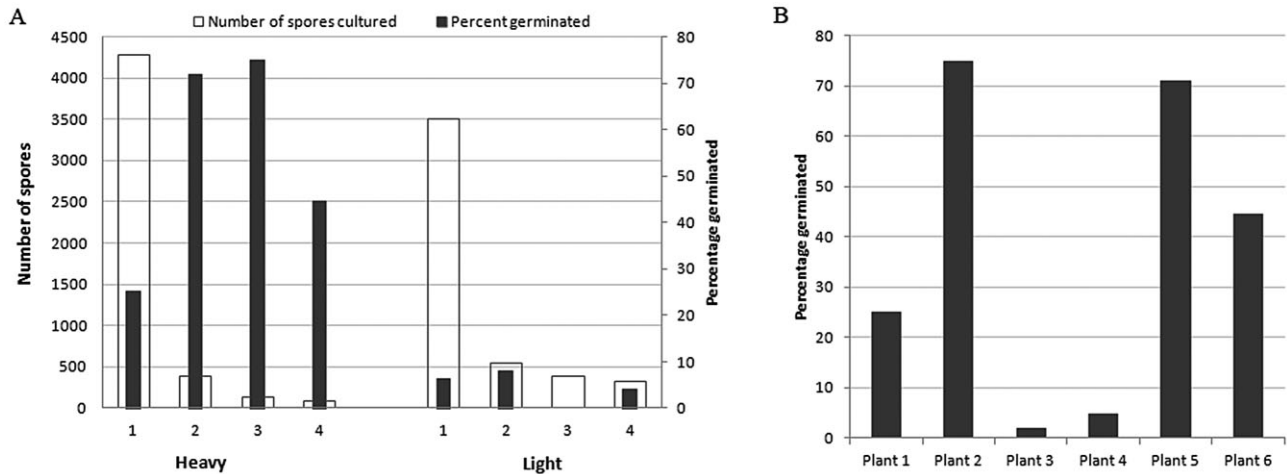 A
Number of spores cultured
Percent germinated
Number of spores
4500
4000
3500
3000
2500
2000
1500
1000
500
0
80
70
60
50
40
30
20
10
0
Percentage germinated
1 2 3 4 1 2 3 4
Heavy Light
B
Percentage germinated
80
70
60
50
40
30
20
10
0
Plant 1 Plant 2 Plant 3 Plant 4 Plant 5 Plant 6